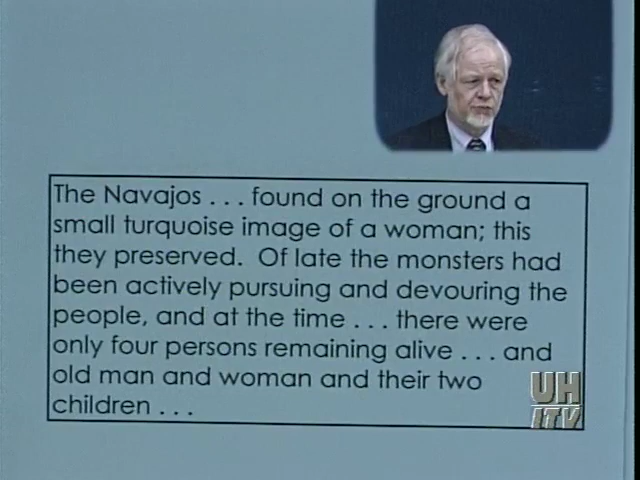 The Navajos . . . found on the ground a
small turquoise image of a woman; this
they preserved.  Of late the monsters had
been actively pursuing and devouring the
people, and at the time . . . there were
only four persons remaining alive . . . and
old man and woman and their two
children . . .
UH
ITV